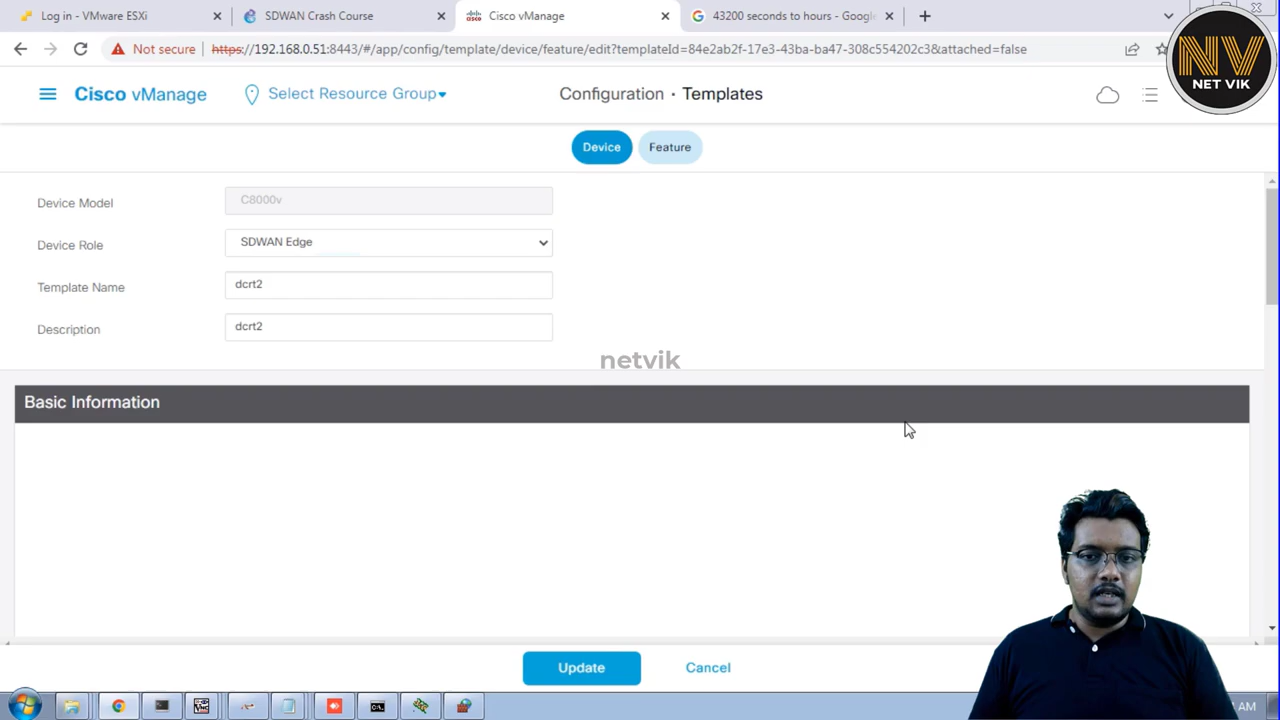 Log in - VMware ESXi
SDWAN Crash Course
Cisco vManage
43200 seconds to hours - Google
Not secure
https://192.168.0.51:8443/#/app/config/template/device/feature/edit?templateId=84e2ab2f-17e3-43ba-ba47-308c554202c3&attached=false
NV
NET VIK
Cisco vManage
Select Resource Group
Configuration · Templates
Device
Feature
Device Model
C8000v
Device Role
SDWAN Edge
Template Name
dcrt2
Description
dcrt2
netvik
Basic Information
Update
Cancel
AM